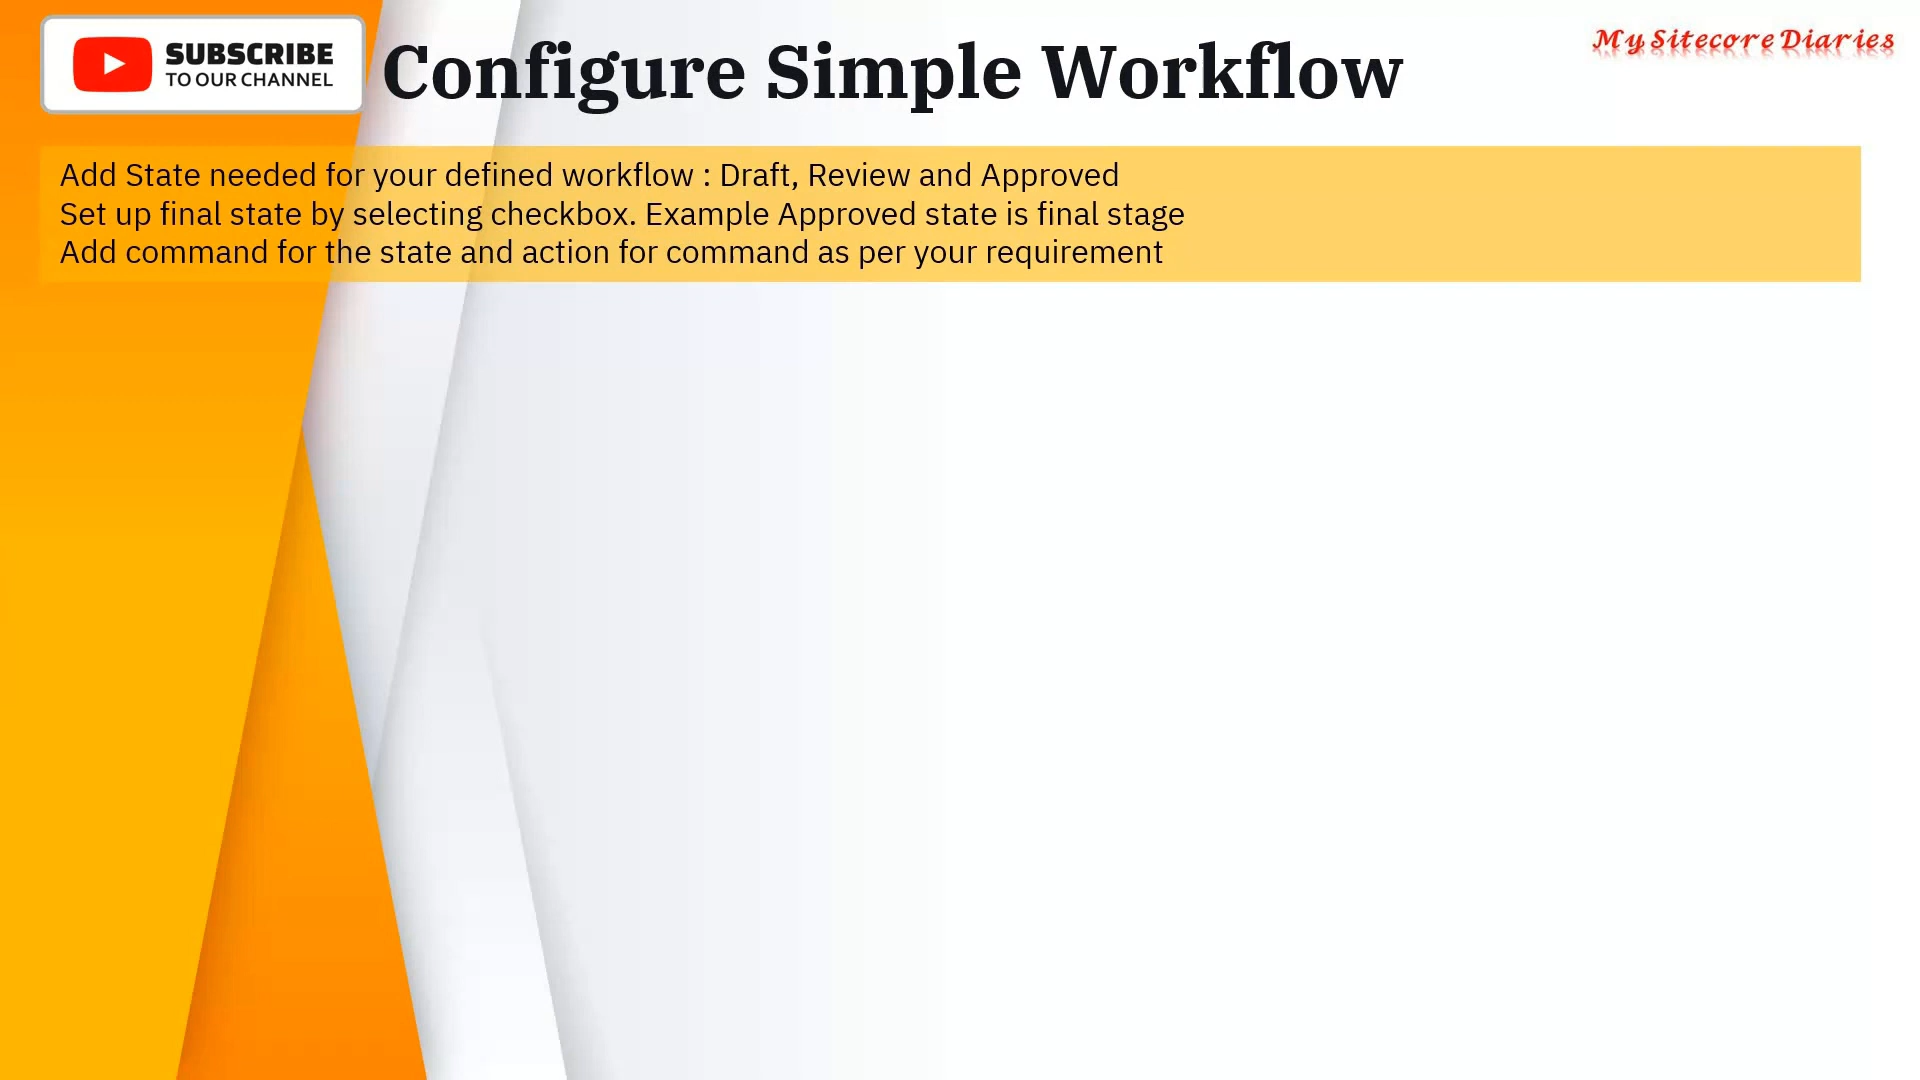 SUBSCRIBE
TO OUR CHANNEL
Configure Simple Workflow
My Sitecore Diaries
Add State needed for your defined workflow : Draft, Review and Approved
Set up final state by selecting checkbox. Example Approved state is final stage
Add command for the state and action for command as per your requirement